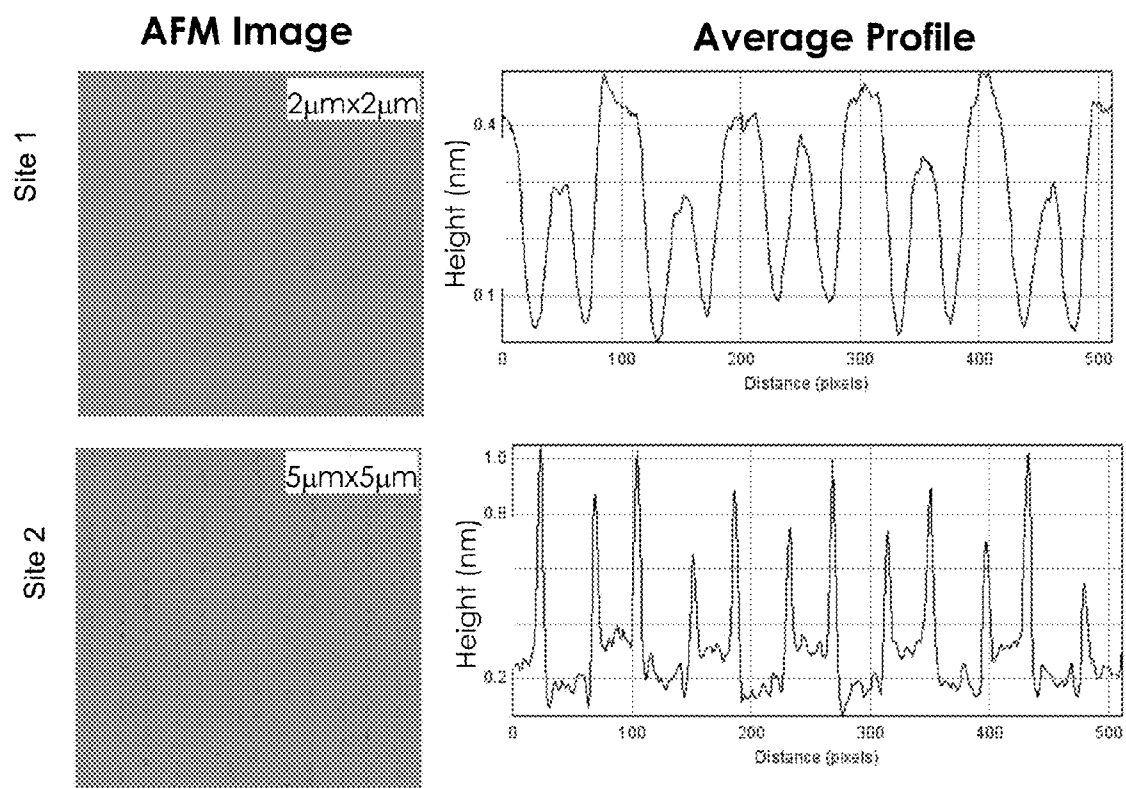 AFM Image
Average Profile
Site 1
2μmx2μm
Height (nm)
0.4
0.1
0 100 200 300 400 500
Distance (pixels)
Site 2
5μmx5μm
Height (nm)
1.0
0.8
0.2
0 100 200 300 400 500
Distance (pixels)